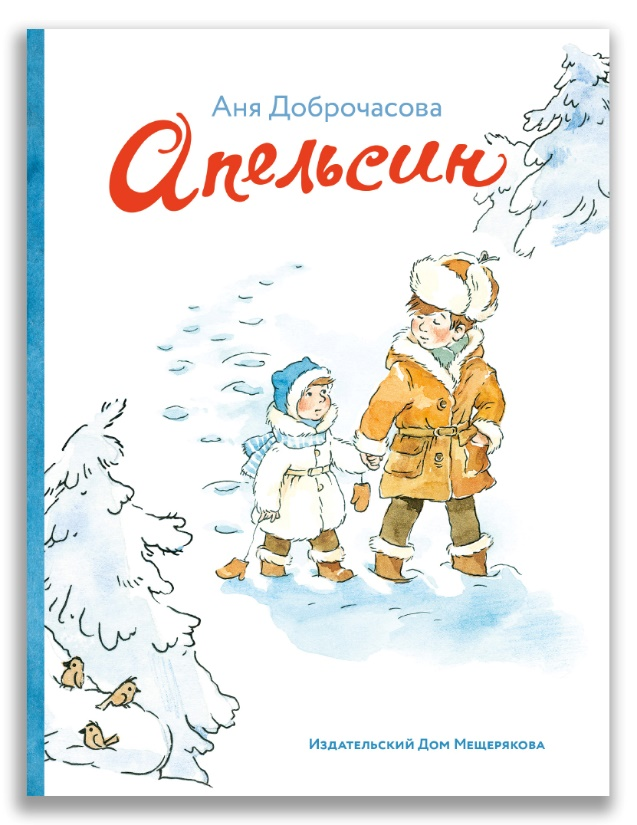 Аня Доброчасова
Апельсин
Издательский Дом Мещерякова